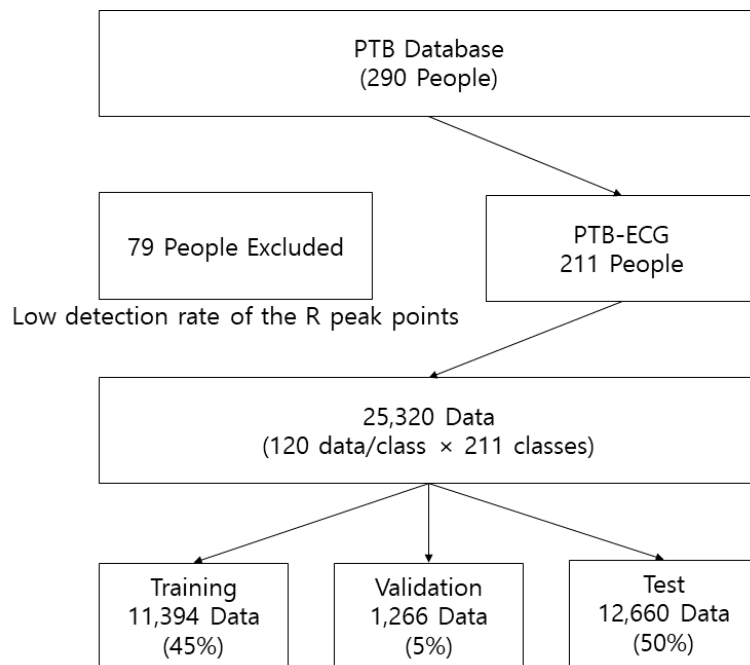 PTB Database
(290 People)
79 People Excluded
PTB-ECG
211 People
Low detection rate of the R peak points
25,320 Data
(120 data/class × 211 classes)
Training
11,394 Data
(45%)
Validation
1,266 Data
(5%)
Test
12,660 Data
(50%)